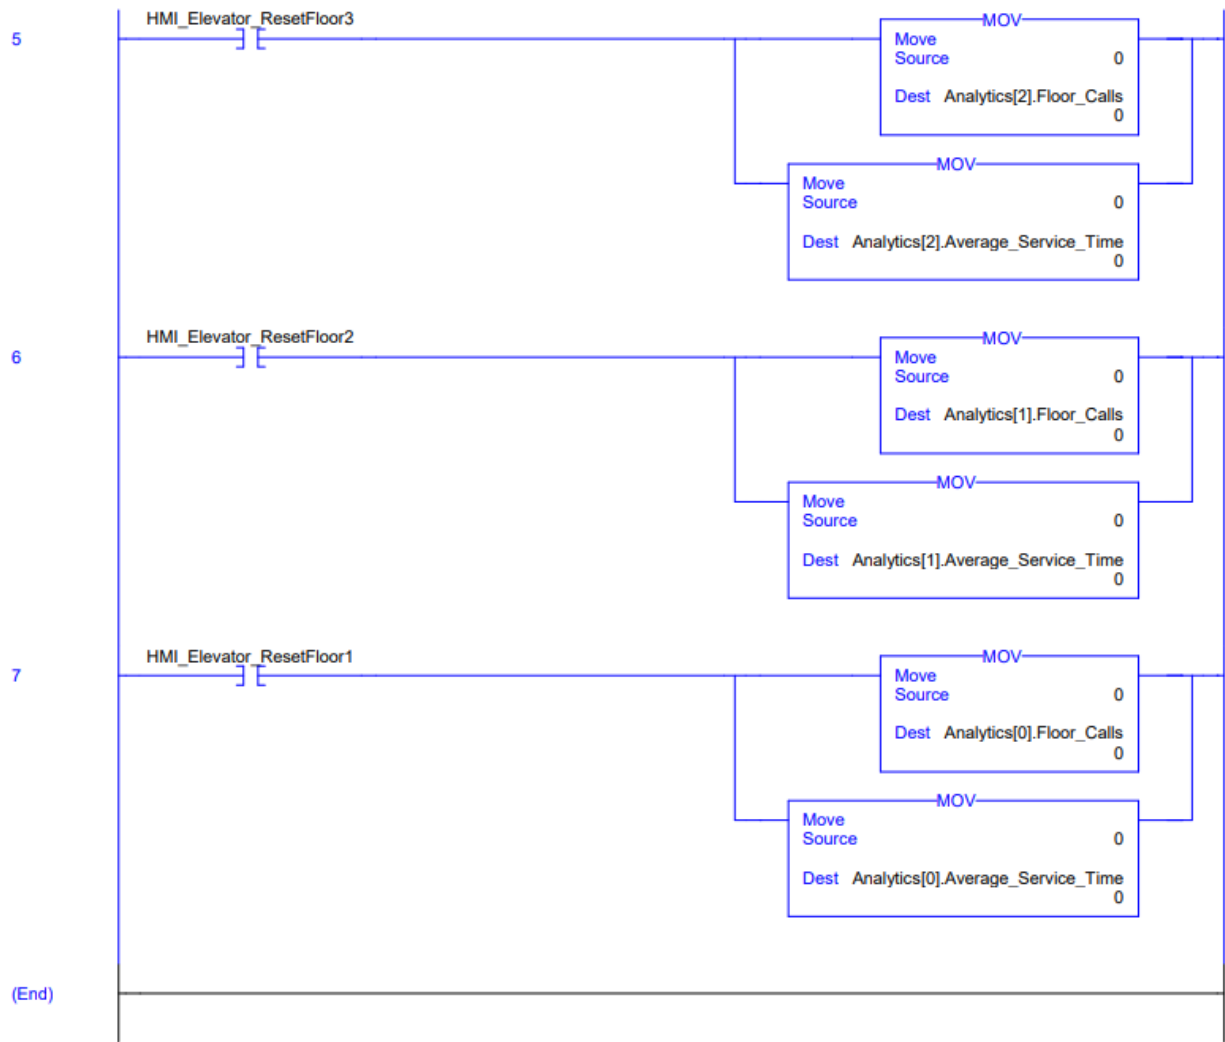 HMI_Elevator_ResetFloor3
MOV
5
Move
Source 0
Dest Analytics[2].Floor_Calls
0
MOV
Move
Source 0
Dest Analytics[2].Average_Service_Time
0
HMI_Elevator_ResetFloor2
MOV
6
Move
Source 0
Dest Analytics[1].Floor_Calls
0
MOV
Move
Source 0
Dest Analytics[1].Average_Service_Time
0
HMI_Elevator_ResetFloor1
MOV
7
Move
Source 0
Dest Analytics[0].Floor_Calls
0
MOV
Move
Source 0
Dest Analytics[0].Average_Service_Time
0
(End)